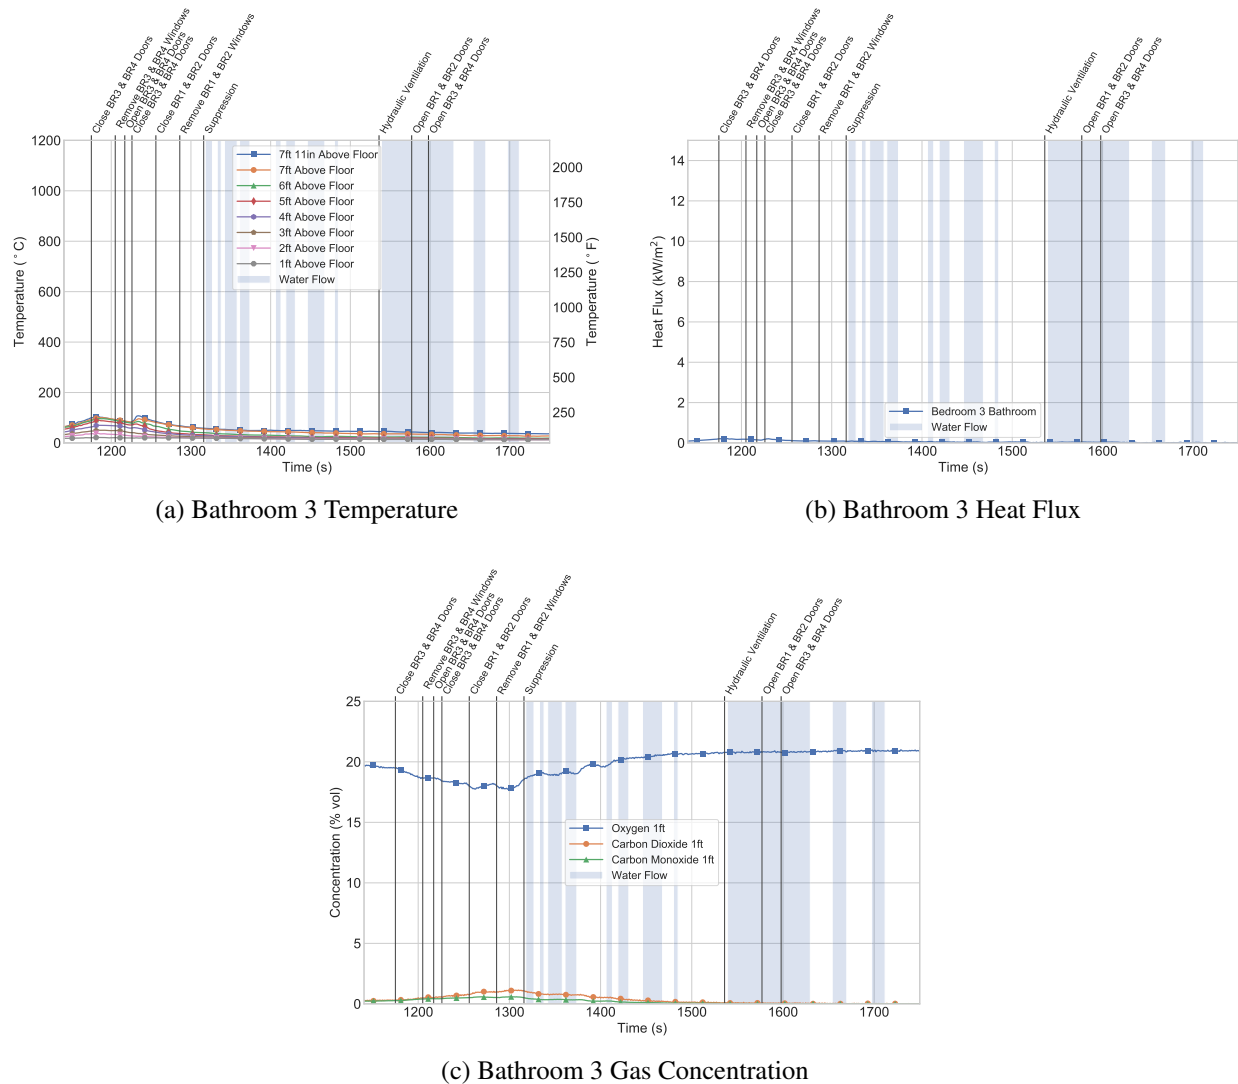 Close BR3 & BR4 Doors
Remove BR3 & BR4 Windows
Open BR3 & BR4 Doors
Close BR3 & BR4 Doors
Close BR1 & BR2 Doors
Remove BR1 & BR2 Windows
Suppression
Hydraulic Ventilation
Open BR1 & BR2 Doors
Open BR3 & BR4 Doors
1200
1000
800
600
400
200
0
Temperature (°C)
7ft 11in Above Floor
7ft Above Floor
6ft Above Floor
5ft Above Floor
4ft Above Floor
3ft Above Floor
2ft Above Floor
1ft Above Floor
Water Flow
2000
1750
1500
1250
1000
750
500
250
Temperature (°F)
1200 1300 1400 1500 1600 1700
Time (s)
(a) Bathroom 3 Temperature
Close BR3 & BR4 Doors
Remove BR3 & BR4 Windows
Open BR3 & BR4 Doors
Close BR3 & BR4 Doors
Close BR1 & BR2 Doors
Remove BR1 & BR2 Windows
Suppression
Hydraulic Ventilation
Open BR1 & BR2 Doors
Open BR3 & BR4 Doors
14
12
10
8
6
4
2
0
Heat Flux (kW/m²)
Bedroom 3 Bathroom
Water Flow
1200 1300 1400 1500 1600 1700
Time (s)
(b) Bathroom 3 Heat Flux
Close BR3 & BR4 Doors
Remove BR3 & BR4 Windows
Open BR3 & BR4 Doors
Close BR3 & BR4 Doors
Close BR1 & BR2 Doors
Remove BR1 & BR2 Windows
Suppression
Hydraulic Ventilation
Open BR1 & BR2 Doors
Open BR3 & BR4 Doors
25
20
15
10
5
0
Concentration (% vol)
Oxygen 1ft
Carbon Dioxide 1ft
Carbon Monoxide 1ft
Water Flow
1200 1300 1400 1500 1600 1700
Time (s)
(c) Bathroom 3 Gas Concentration